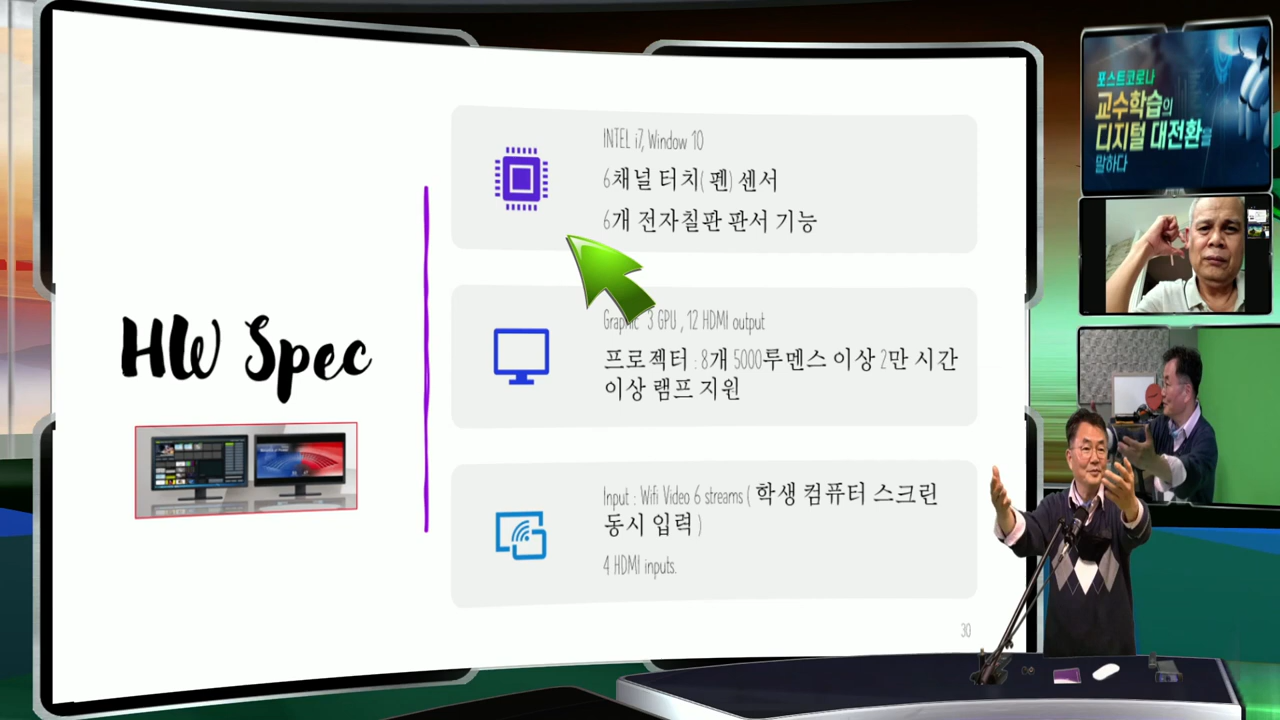 HW Spec
INTEL i7, Window 10
6채널 터치( 펜) 센서
6개 전자칠판 판서 기능
Graphic 3 GPU , 12 HDMI output
프로젝터 : 8개 5000루멘스 이상 2만 시간
이상 램프 지원
Input : Wifi Video 6 streams ( 학생 컴퓨터 스크린
동시 입력 )
4 HDMI inputs.
30
포스트코로나
교수학습의
디지털 대전환을
말하다